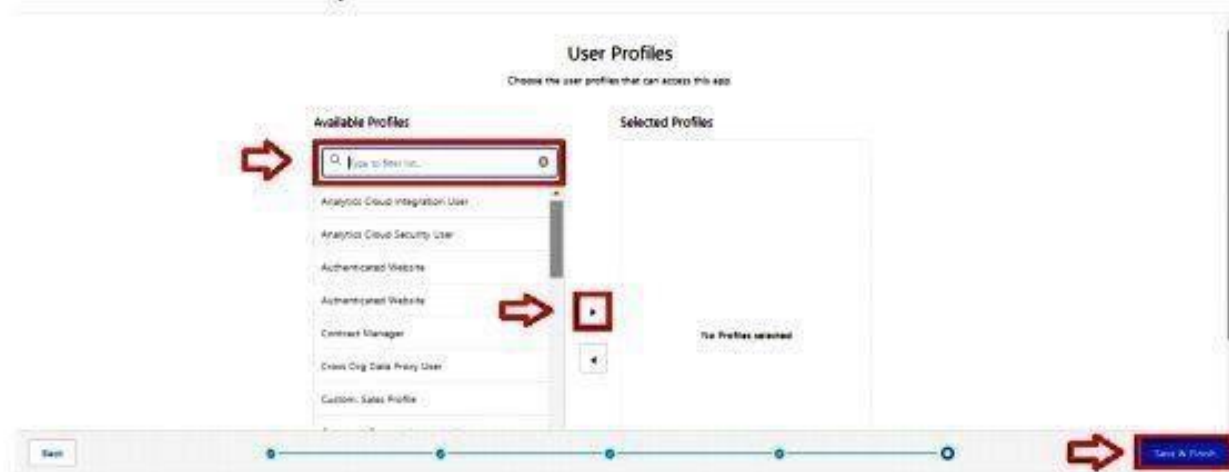 User Profiles
Choose the user profiles that can access this app.
Available Profiles
Selected Profiles
Type to filter list...
Analytics Cloud Integration User
Analytics Cloud Security User
Authenticated Website
Authenticated Website
Contract Manager
No Profiles selected
Cross Org Data Proxy User
Custom: Sales Profile
Back
Save & Finish